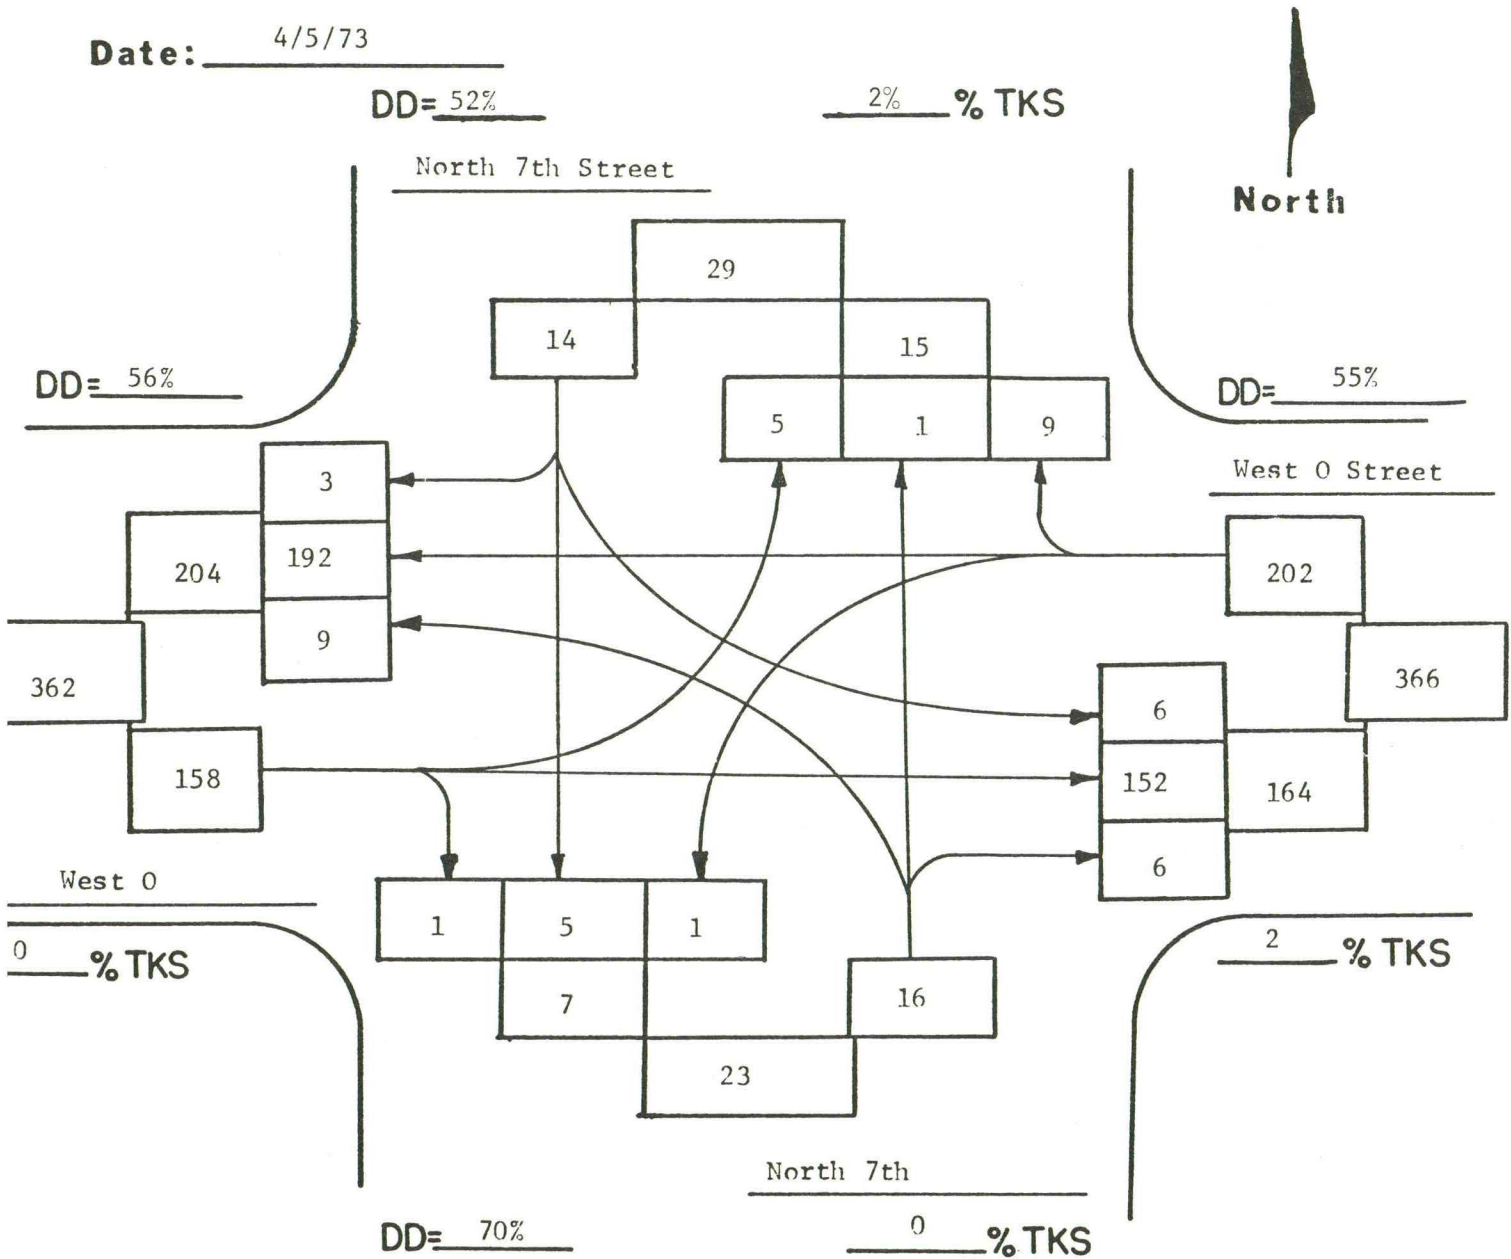 Date: 4/5/73
DD= 52% 2% % TKS
North 7th Street
North
29
14 15
DD= 56% DD= 55%
5 1 9
West O Street
3
204 192 202
9
362 366
6
158 152 164
6
West O
1 5 1
0 % TKS 2 % TKS
7 16
23
North 7th
DD= 70% 0 % TKS